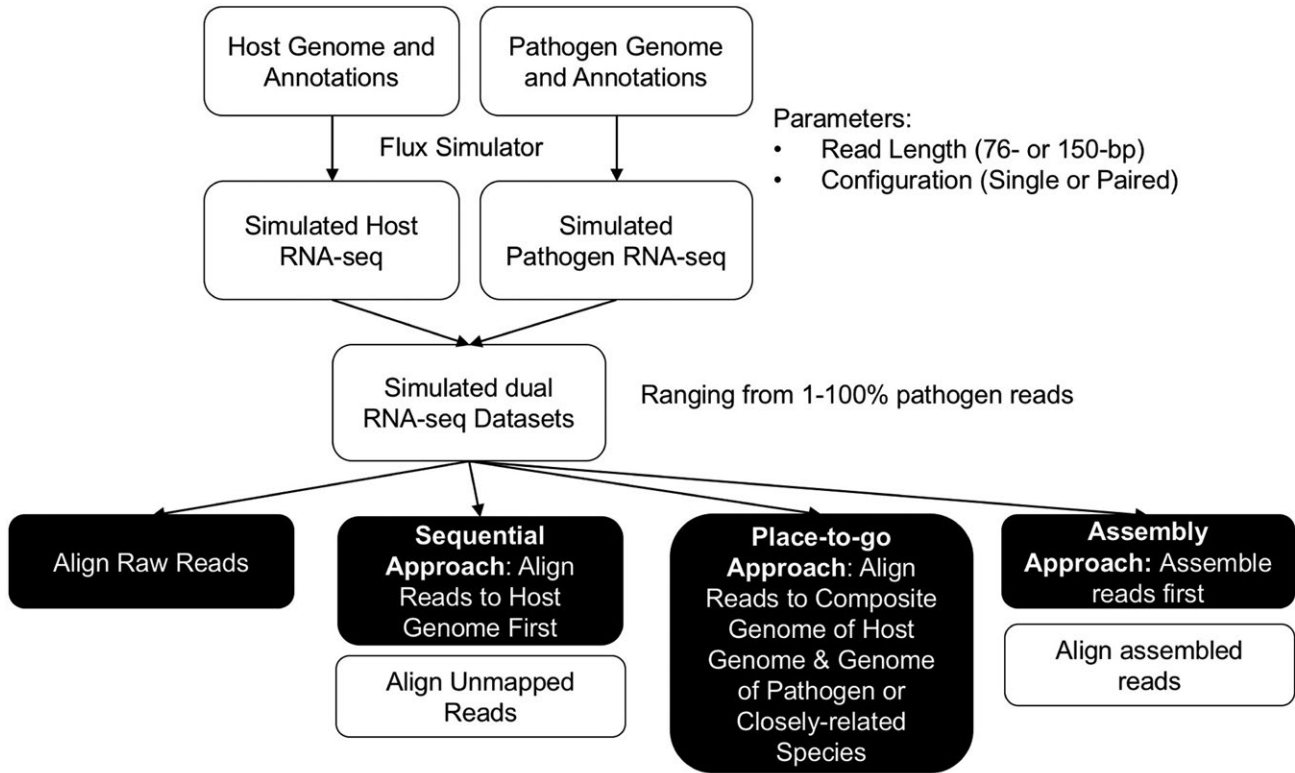 Host Genome and
Annotations
Pathogen Genome
and Annotations
Flux Simulator
Parameters:
• Read Length (76- or 150-bp)
• Configuration (Single or Paired)
Simulated Host
RNA-seq
Simulated
Pathogen RNA-seq
Simulated dual
RNA-seq Datasets
Ranging from 1-100% pathogen reads
Align Raw Reads
Sequential
Approach: Align
Reads to Host
Genome First
Align Unmapped
Reads
Place-to-go
Approach: Align
Reads to Composite
Genome of Host
Genome & Genome
of Pathogen or
Closely-related
Species
Assembly
Approach: Assemble
reads first
Align assembled
reads